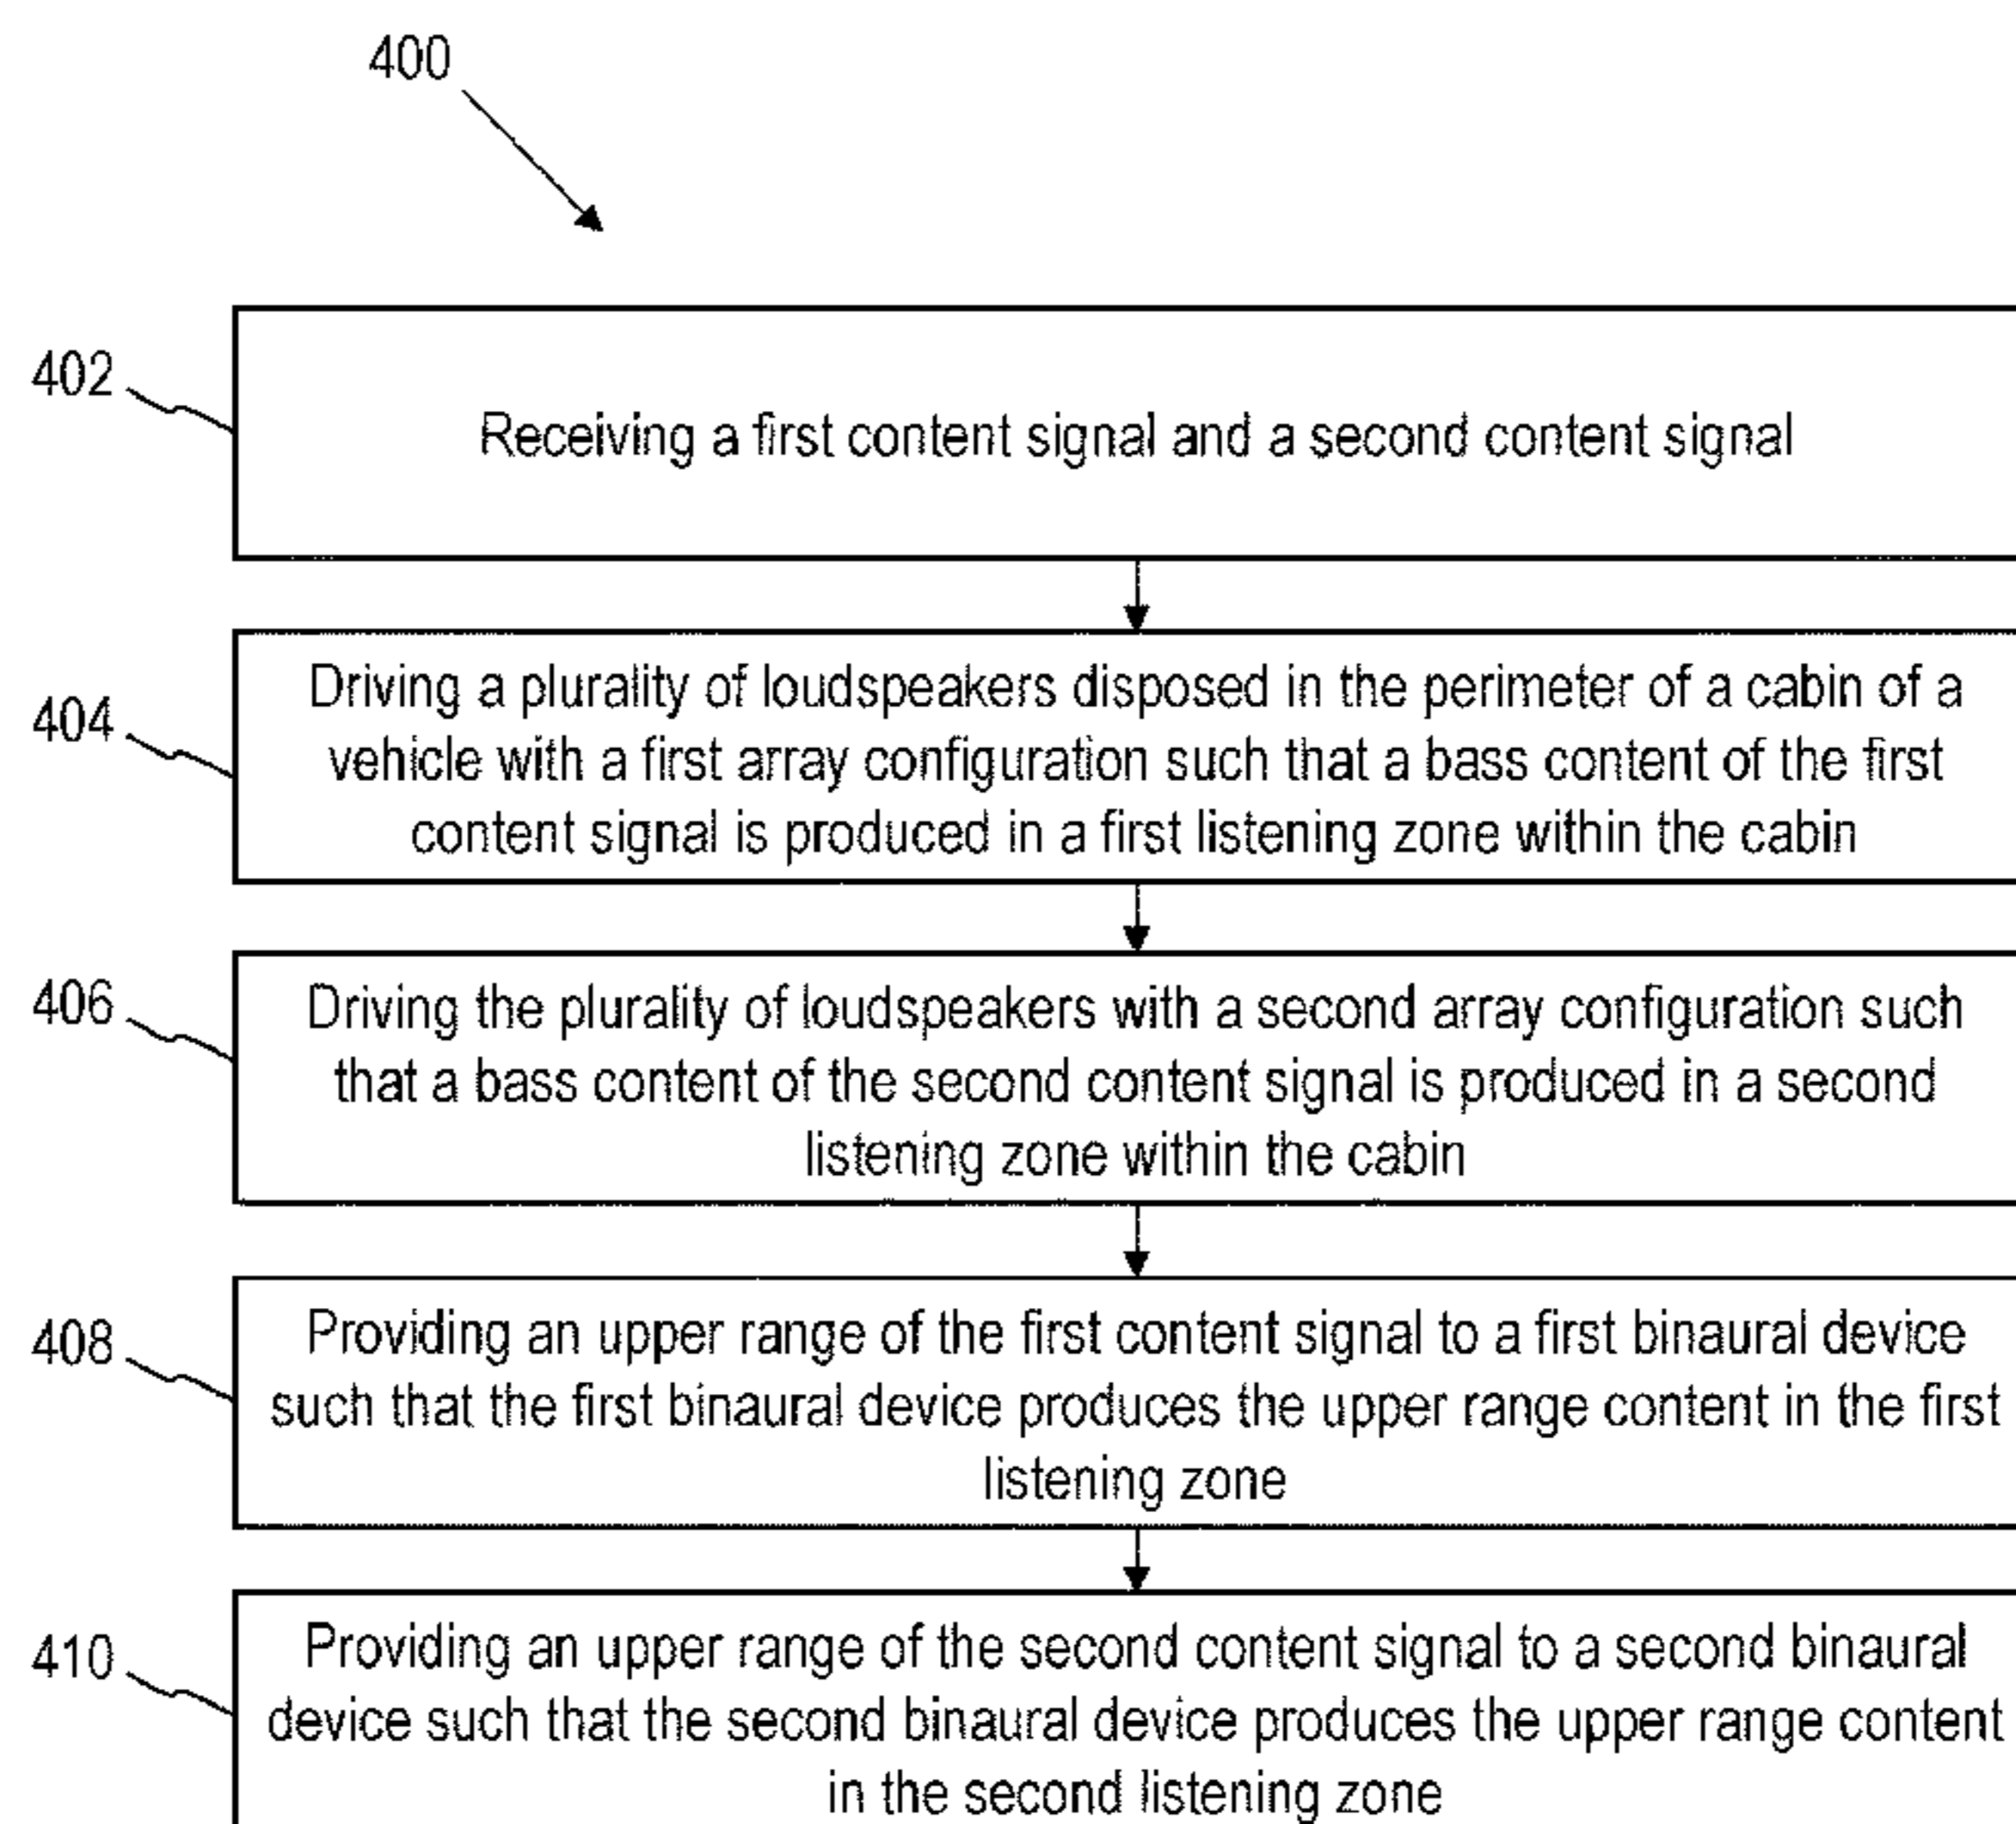 400
402
Receiving a first content signal and a second content signal
404
Driving a plurality of loudspeakers disposed in the perimeter of a cabin of a
vehicle with a first array configuration such that a bass content of the first
content signal is produced in a first listening zone within the cabin
406
Driving the plurality of loudspeakers with a second array configuration such
that a bass content of the second content signal is produced in a second
listening zone within the cabin
408
Providing an upper range of the first content signal to a first binaural device
such that the first binaural device produces the upper range content in the first
listening zone
410
Providing an upper range of the second content signal to a second binaural
device such that the second binaural device produces the upper range content
in the second listening zone